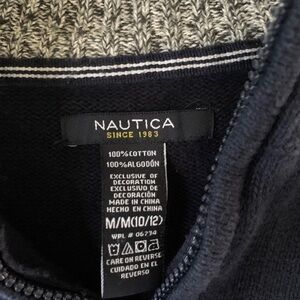 NAUTICA
SINCE 1983
100% COTTON
100% ALGODÓN
EXCLUSIVE OF
DECORATION
EXCLUSIVO DE
DECORACIÓN
MADE IN CHINA
HECHO EN CHINA
M/M(10/12)
WPL # 06734
CARE ON REVERSE
CUIDADO EN EL
REVERSO